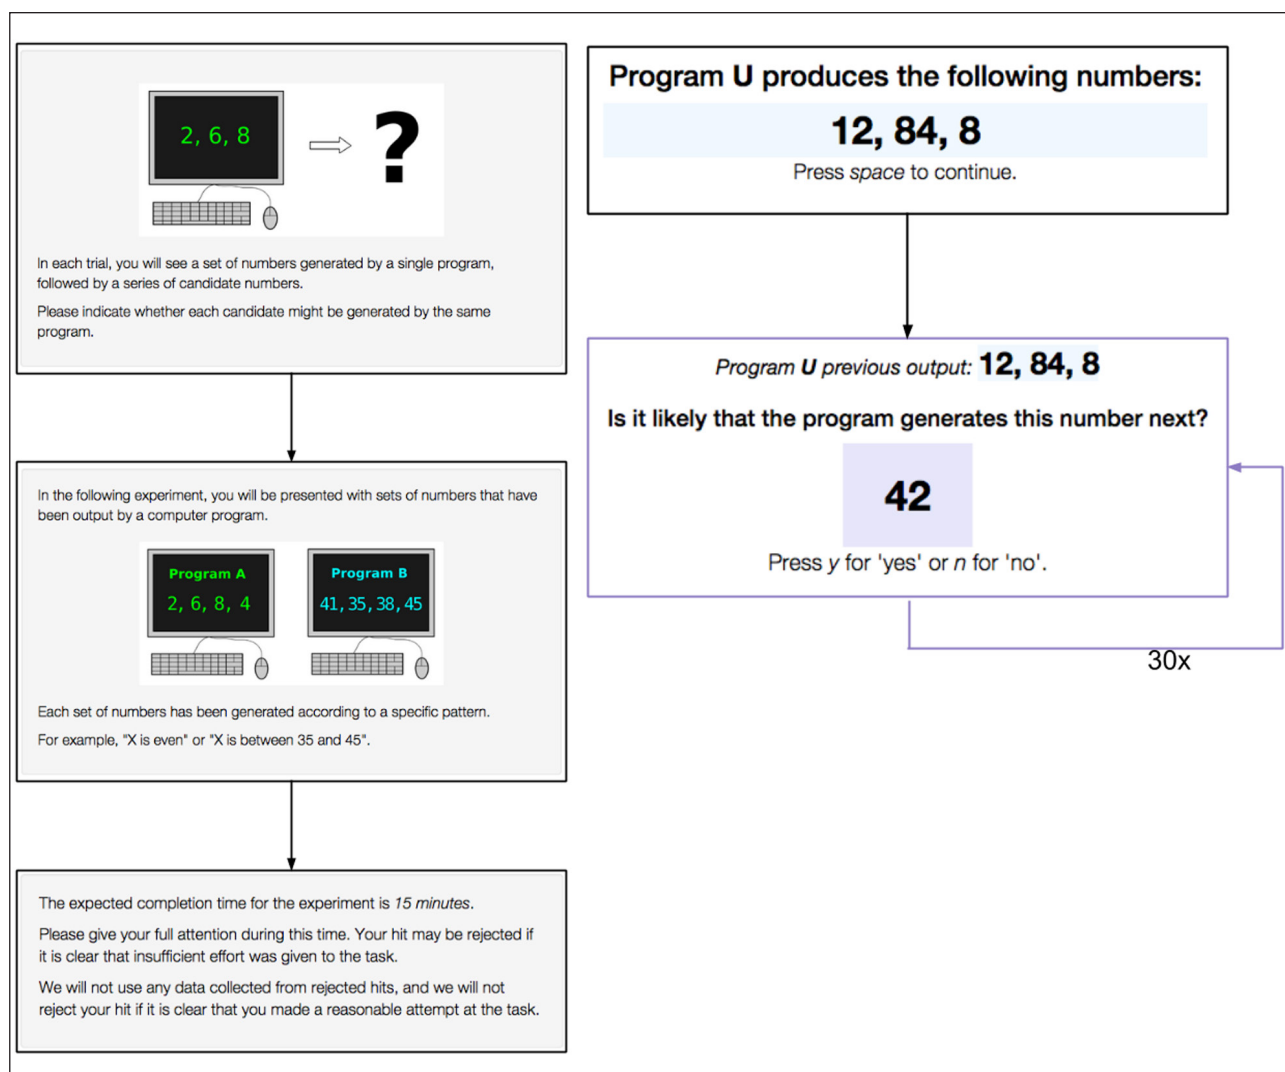 2, 6, 8
?
In each trial, you will see a set of numbers generated by a single program,
followed by a series of candidate numbers.
Please indicate whether each candidate might be generated by the same
program.
In the following experiment, you will be presented with sets of numbers that have
been output by a computer program.
Program A
2, 6, 8, 4
Program B
41, 35, 38, 45
Each set of numbers has been generated according to a specific pattern.
For example, "X is even" or "X is between 35 and 45".
The expected completion time for the experiment is 15 minutes.
Please give your full attention during this time. Your hit may be rejected if
it is clear that insufficient effort was given to the task.
We will not use any data collected from rejected hits, and we will not
reject your hit if it is clear that you made a reasonable attempt at the task.
Program U produces the following numbers:
12, 84, 8
Press space to continue.
Program U previous output: 12, 84, 8
Is it likely that the program generates this number next?
42
Press y for 'yes' or n for 'no'.
30x